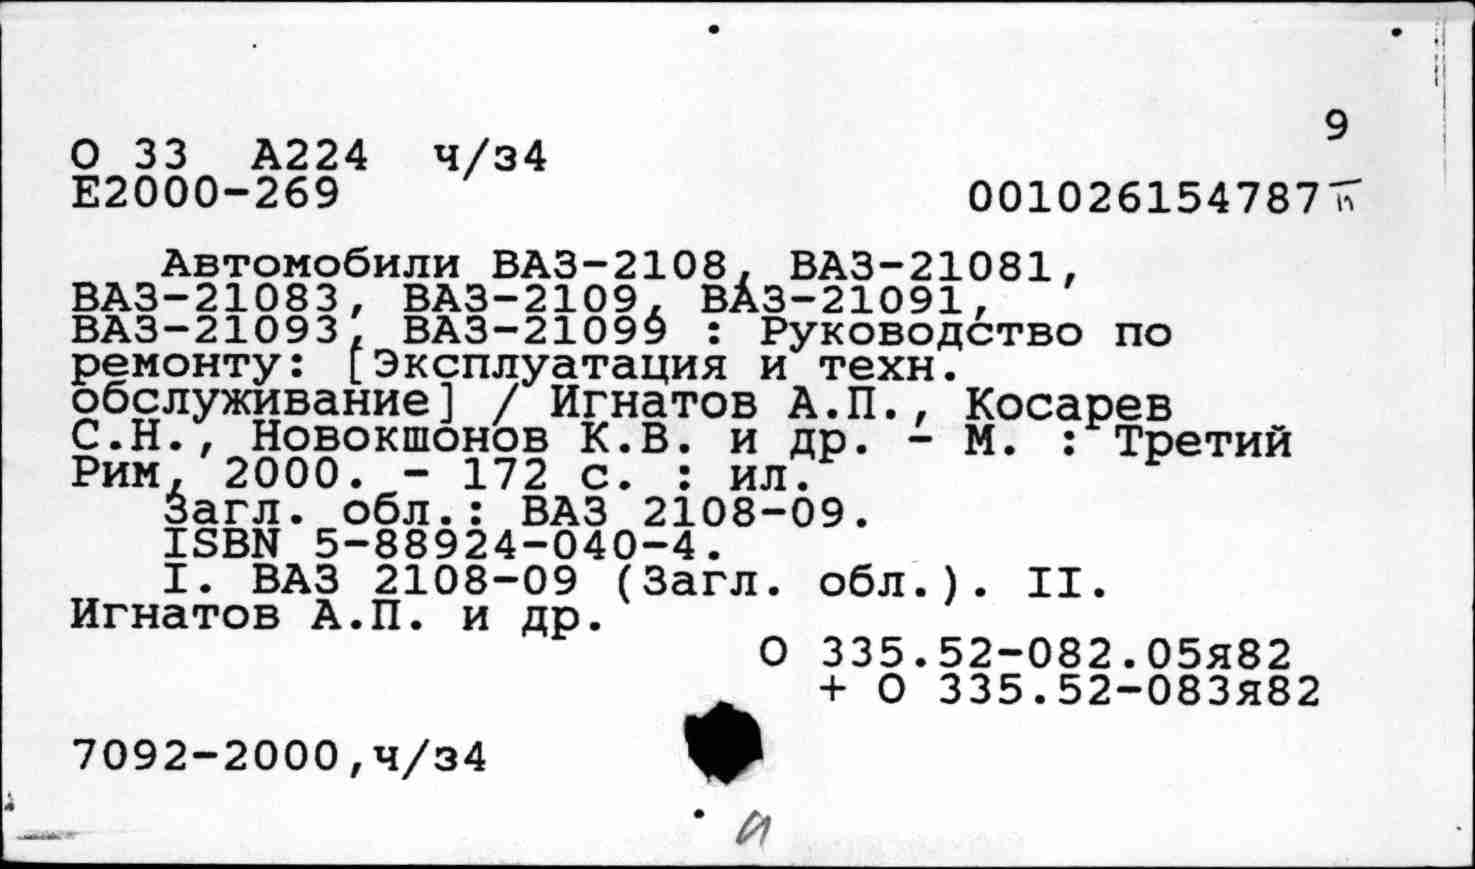 9
О 33 А224 ч/з4
Е2000-269 001026154787
Автомобили ВАЗ-2108, ВАЗ-21081,
ВАЗ-21083, ВАЗ-2109, ВАЗ-21091,
ВАЗ-21093, ВАЗ-21099 : Руководство по
ремонту: [Эксплуатация и техн.
обслуживание] / Игнатов А.П., Косарев
С.Н., Новокшонов К.В. и др. - М. : Третий
Рим, 2000. - 172 с. : ил.
Загл. обл.: ВАЗ 2108-09.
ISBN 5-88924-040-4.
I. ВАЗ 2108-09 (Загл. обл.). II.
Игнатов А.П. и др.
О 335.52-082.05я82
+ О 335.52-083я82
7092-2000,ч/з4
И